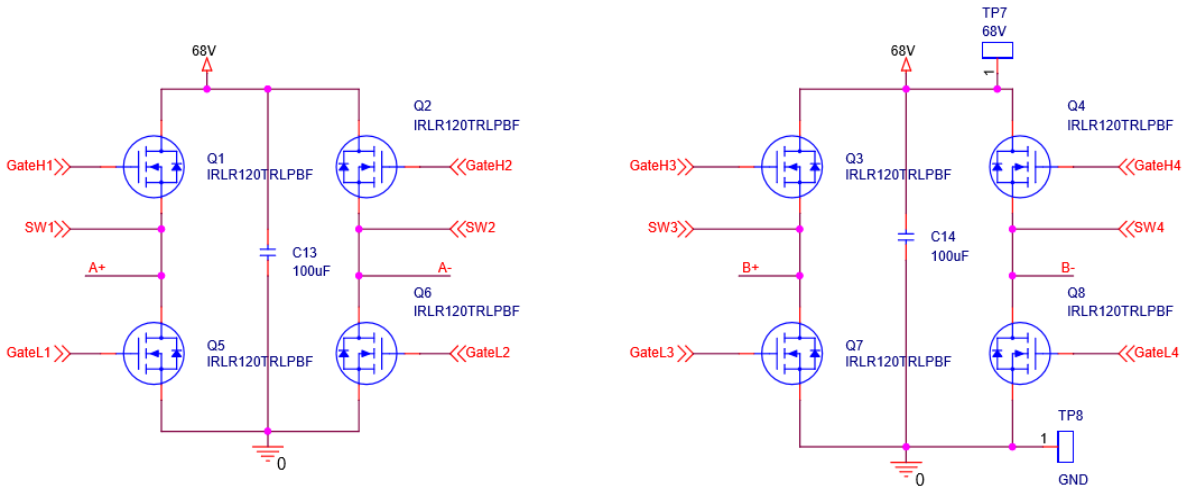 68V
Q2
IRLR120TRLPBF
GateH1
Q1
IRLR120TRLPBF
GateH2
SW1
SW2
C13
100uF
A+
A-
Q6
IRLR120TRLPBF
GateL1
Q5
IRLR120TRLPBF
GateL2
0
TP7
68V
68V
1
Q4
IRLR120TRLPBF
GateH3
Q3
IRLR120TRLPBF
GateH4
SW3
SW4
C14
100uF
B+
B-
Q8
IRLR120TRLPBF
GateL3
Q7
IRLR120TRLPBF
GateL4
TP8
1
GND
0